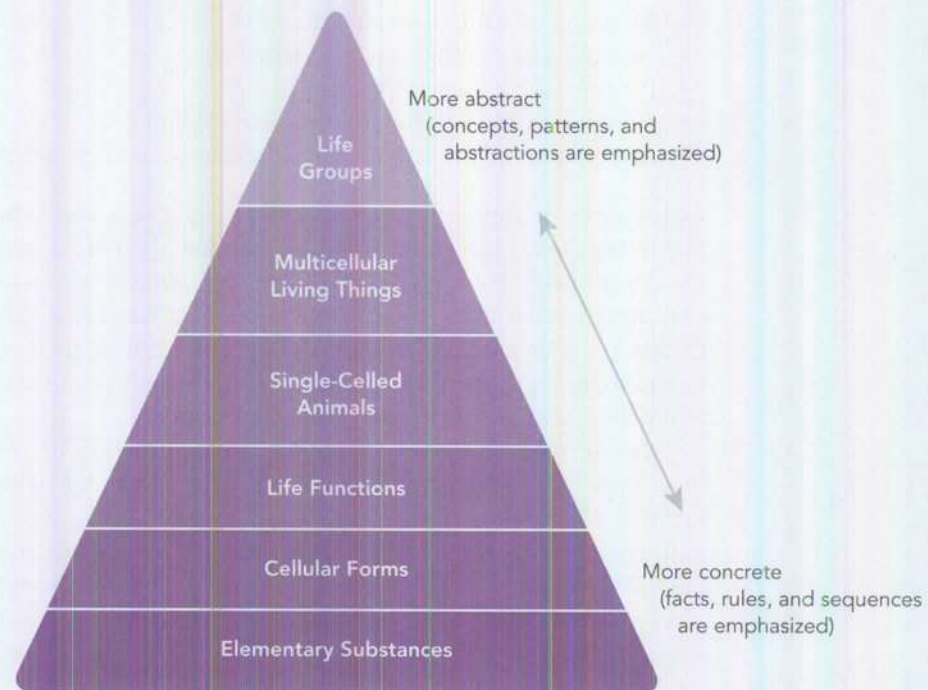 More abstract
(concepts, patterns, and
abstractions are emphasized)
Life
Groups
Multicellular
Living Things
Single-Celled
Animals
Life Functions
Cellular Forms
Elementary Substances
More concrete
(facts, rules, and sequences
are emphasized)